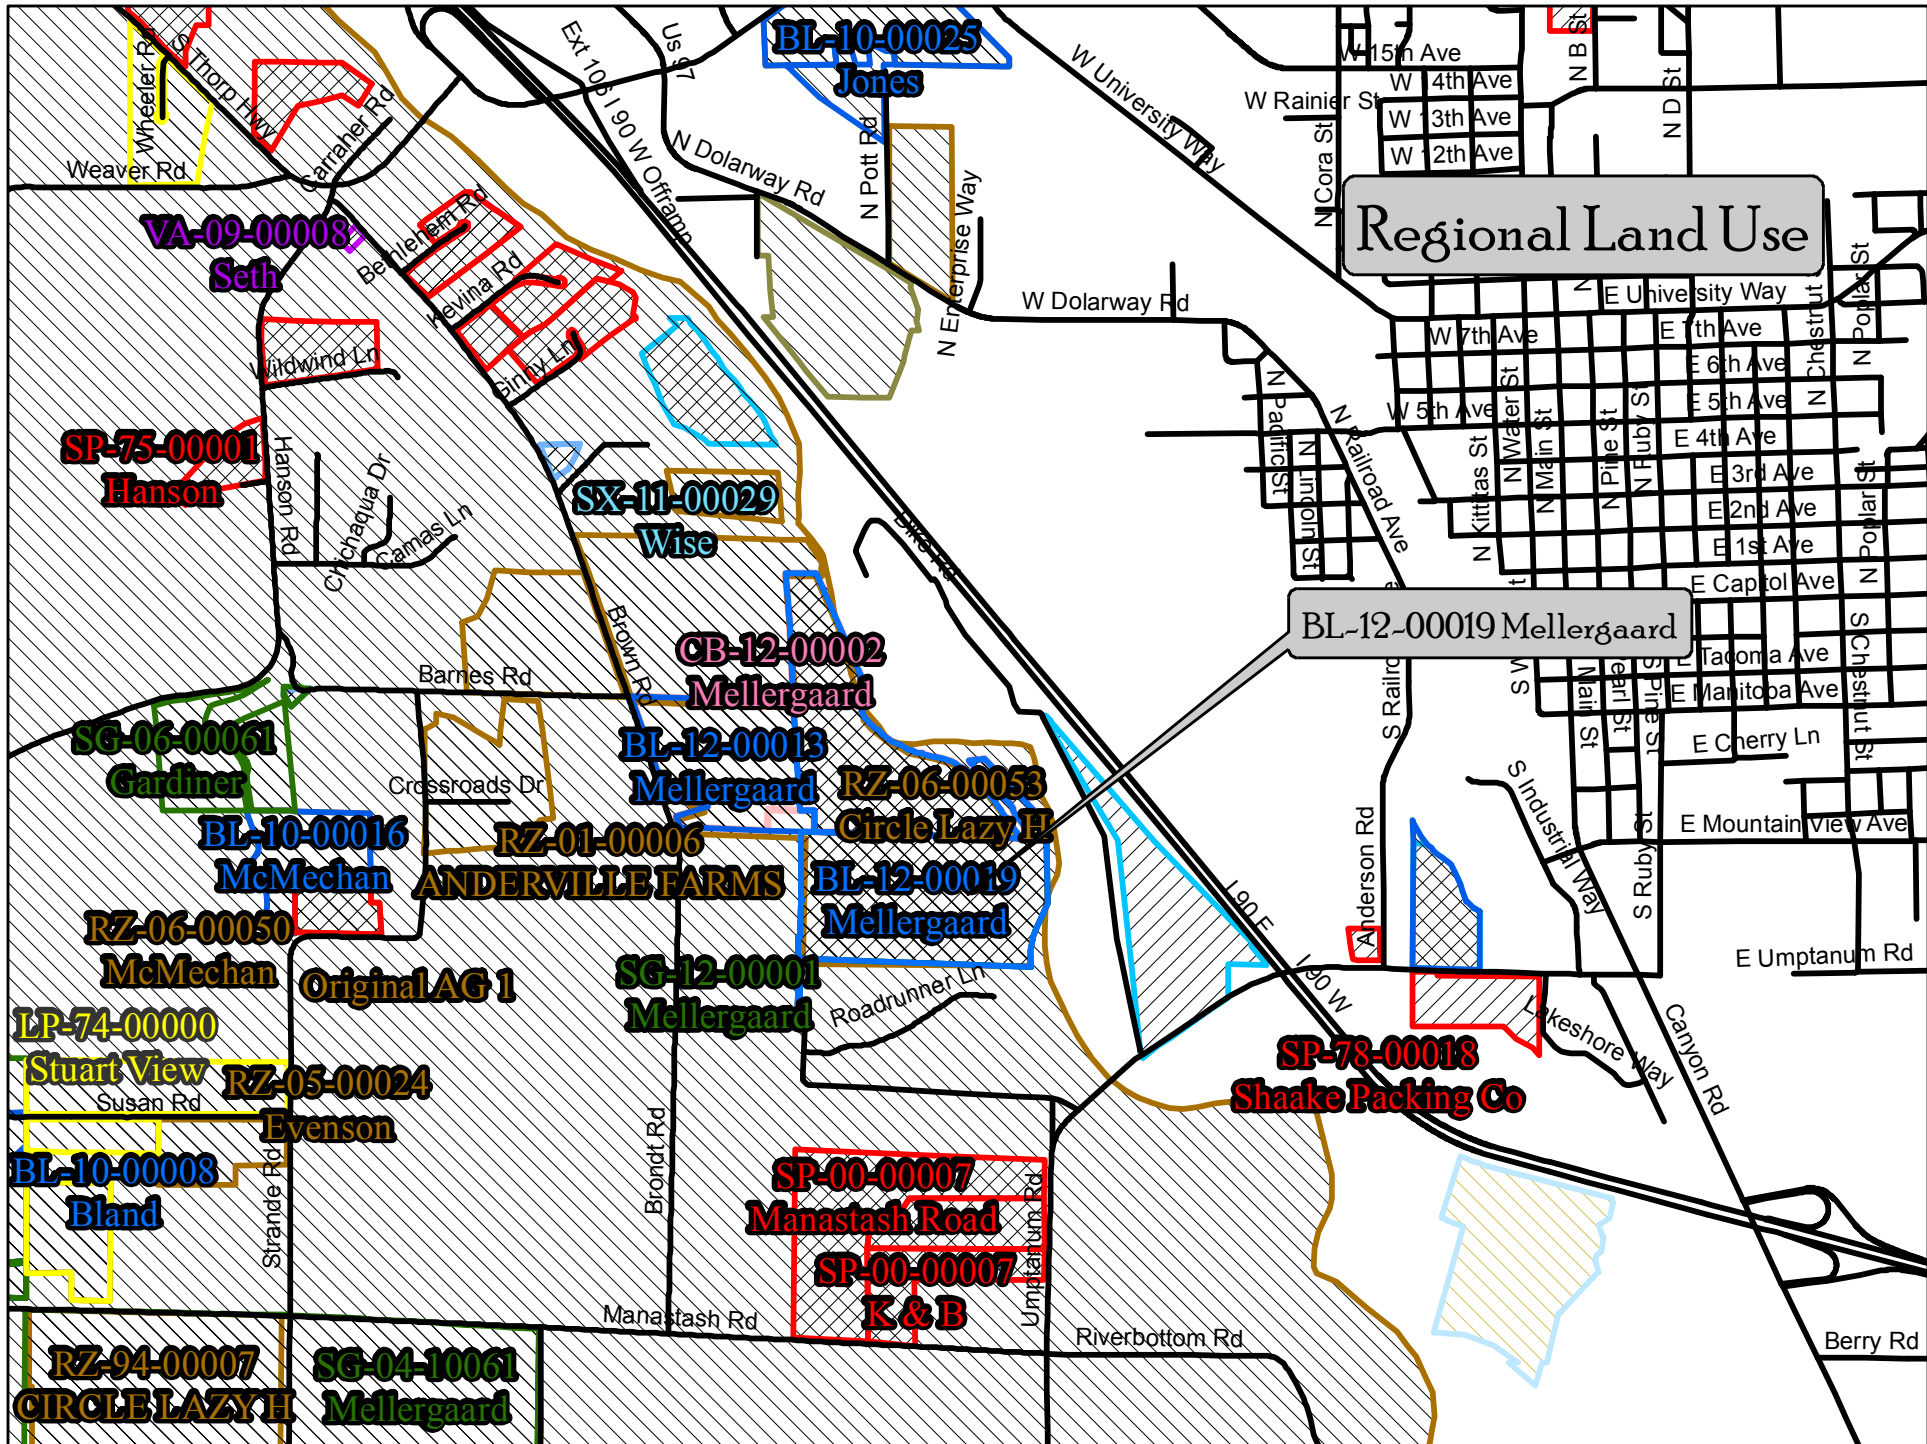 Regional Land Use
BL-12-00019 Mellergaard
BL-10-00025
Jones
VA-09-00008
Seth
SP-75-00001
Hanson
SX-11-00029
Wise
CB-12-00002
Mellergaard
BL-12-00013
Mellergaard
RZ-06-00053
Circle Lazy H
SG-06-00061
Gardiner
BL-10-00016
McMechan
RZ-01-00006
ANDERVILLE FARMS
BL-12-00019
Mellergaard
RZ-06-00050
McMechan
Original AG 1
SG-12-00001
Mellergaard
LP-74-00000
Stuart View
RZ-05-00024
Evenson
BL-10-00008
Bland
SP-78-00018
Shaake Packing Co
SP-00-00007
Manastash Road
SP-00-00007
K & B
RZ-94-00007
CIRCLE LAZY H
SG-04-10061
Mellergaard
Wheeler Rd
S Thorp Hwy
Weaver Rd
Carraher Rd
Bethlehem Rd
Kevina Rd
Ginny Ln
Wildwind Ln
Hanson Rd
Chichaqua Dr
Camas Ln
Ext 106 I 90 W Offramp
Us 97
N Dolarway Rd
N Pott Rd
N Enterprise Way
W Dolarway Rd
W University Way
W Rainier St
N Cora St
W 15th Ave
W 14th Ave
W 13th Ave
W 12th Ave
N B St
N D St
E University Way
W 7th Ave
E 7th Ave
E 6th Ave
W 5th Ave
E 5th Ave
E 4th Ave
E 3rd Ave
E 2nd Ave
E 1st Ave
E Capitol Ave
Tacoma Ave
E Manitoba Ave
E Cherry Ln
E Mountain View Ave
E Umptanum Rd
N Pacific St
N Lincoln St
N Railroad Ave
N Kittitas St
N Water St
N Main St
N Pine St
N Ruby St
N Chestnut
N Poplar St
N Poplar St
S Chestnut St
Main St
S Ruby St
S Industrial Way
Anderson Rd
Bike Rd
Brown Rd
Barnes Rd
Crossroads Dr
Roadrunner Ln
I 90 E
I 90 W
Lakeshore Way
Canyon Rd
Susan Rd
Strande Rd
Brondt Rd
Umptanum Rd
Manastash Rd
Riverbottom Rd
Berry Rd